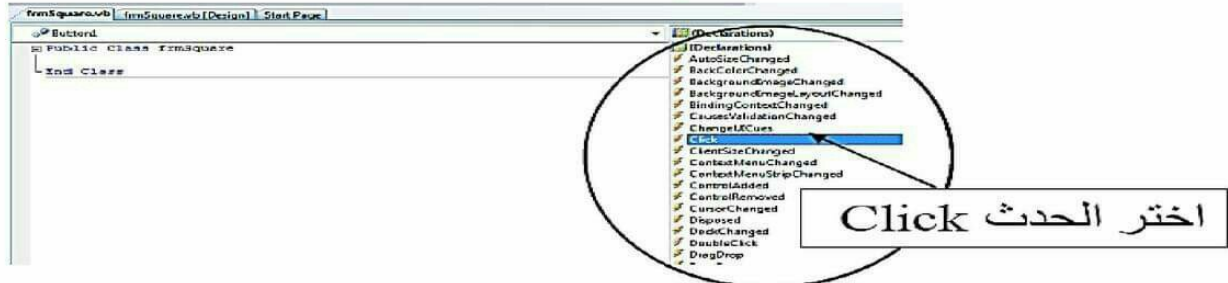 frmSquare.vb frmSquare.vb [Design] Start Page
Button1 (Declarations)
Public Class frmSquare
End Class
(Declarations)
AutoSizeChanged
BackColorChanged
BackgroundImageChanged
BackgroundImageLayoutChanged
BindingContextChanged
CausesValidationChanged
ChangeUICues
Click
ClientSizeChanged
ContextMenuChanged
ContextMenuStripChanged
ControlAdded
ControlRemoved
CursorChanged
Disposed
DockChanged
DoubleClick
DragDrop
اختر الحدث Click